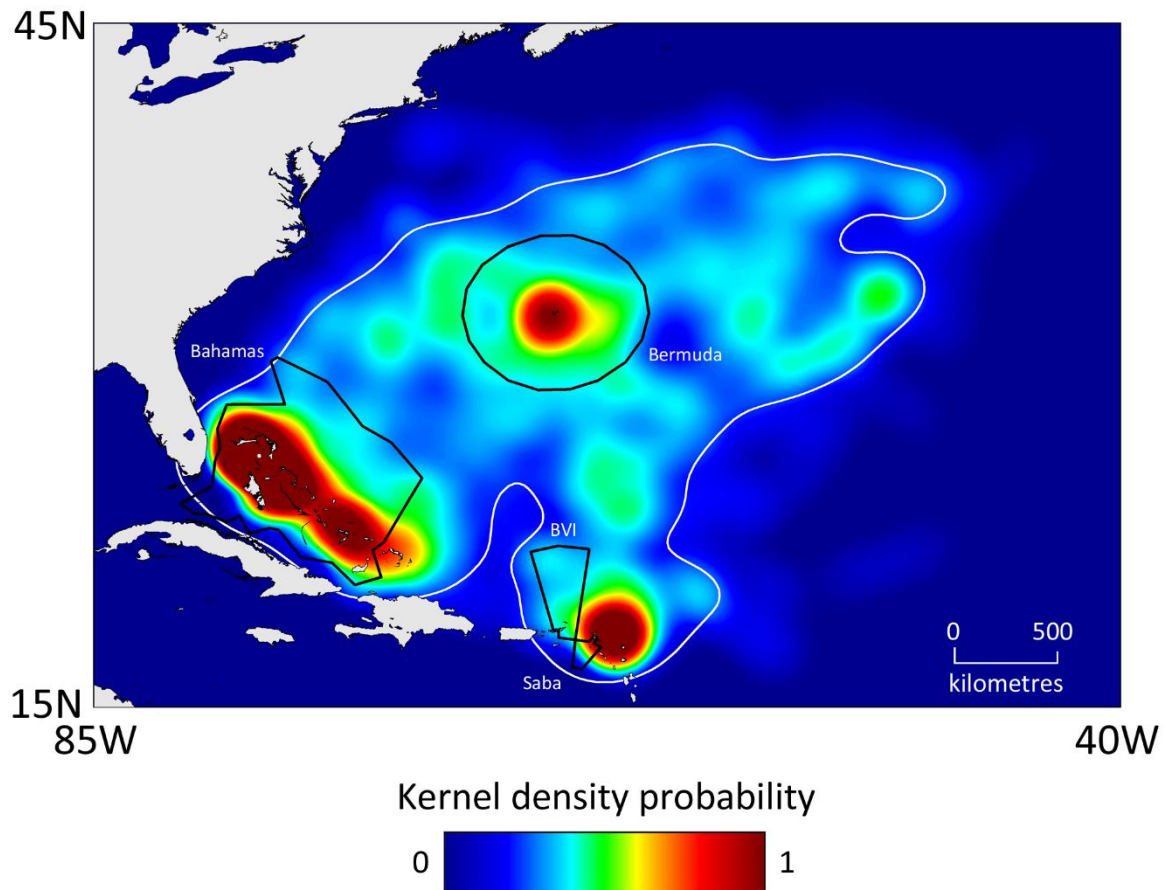 45N
Bahamas
Bermuda
BVI
Saba
0 500
kilometres
15N
85W 40W
Kernel density probability
0 1